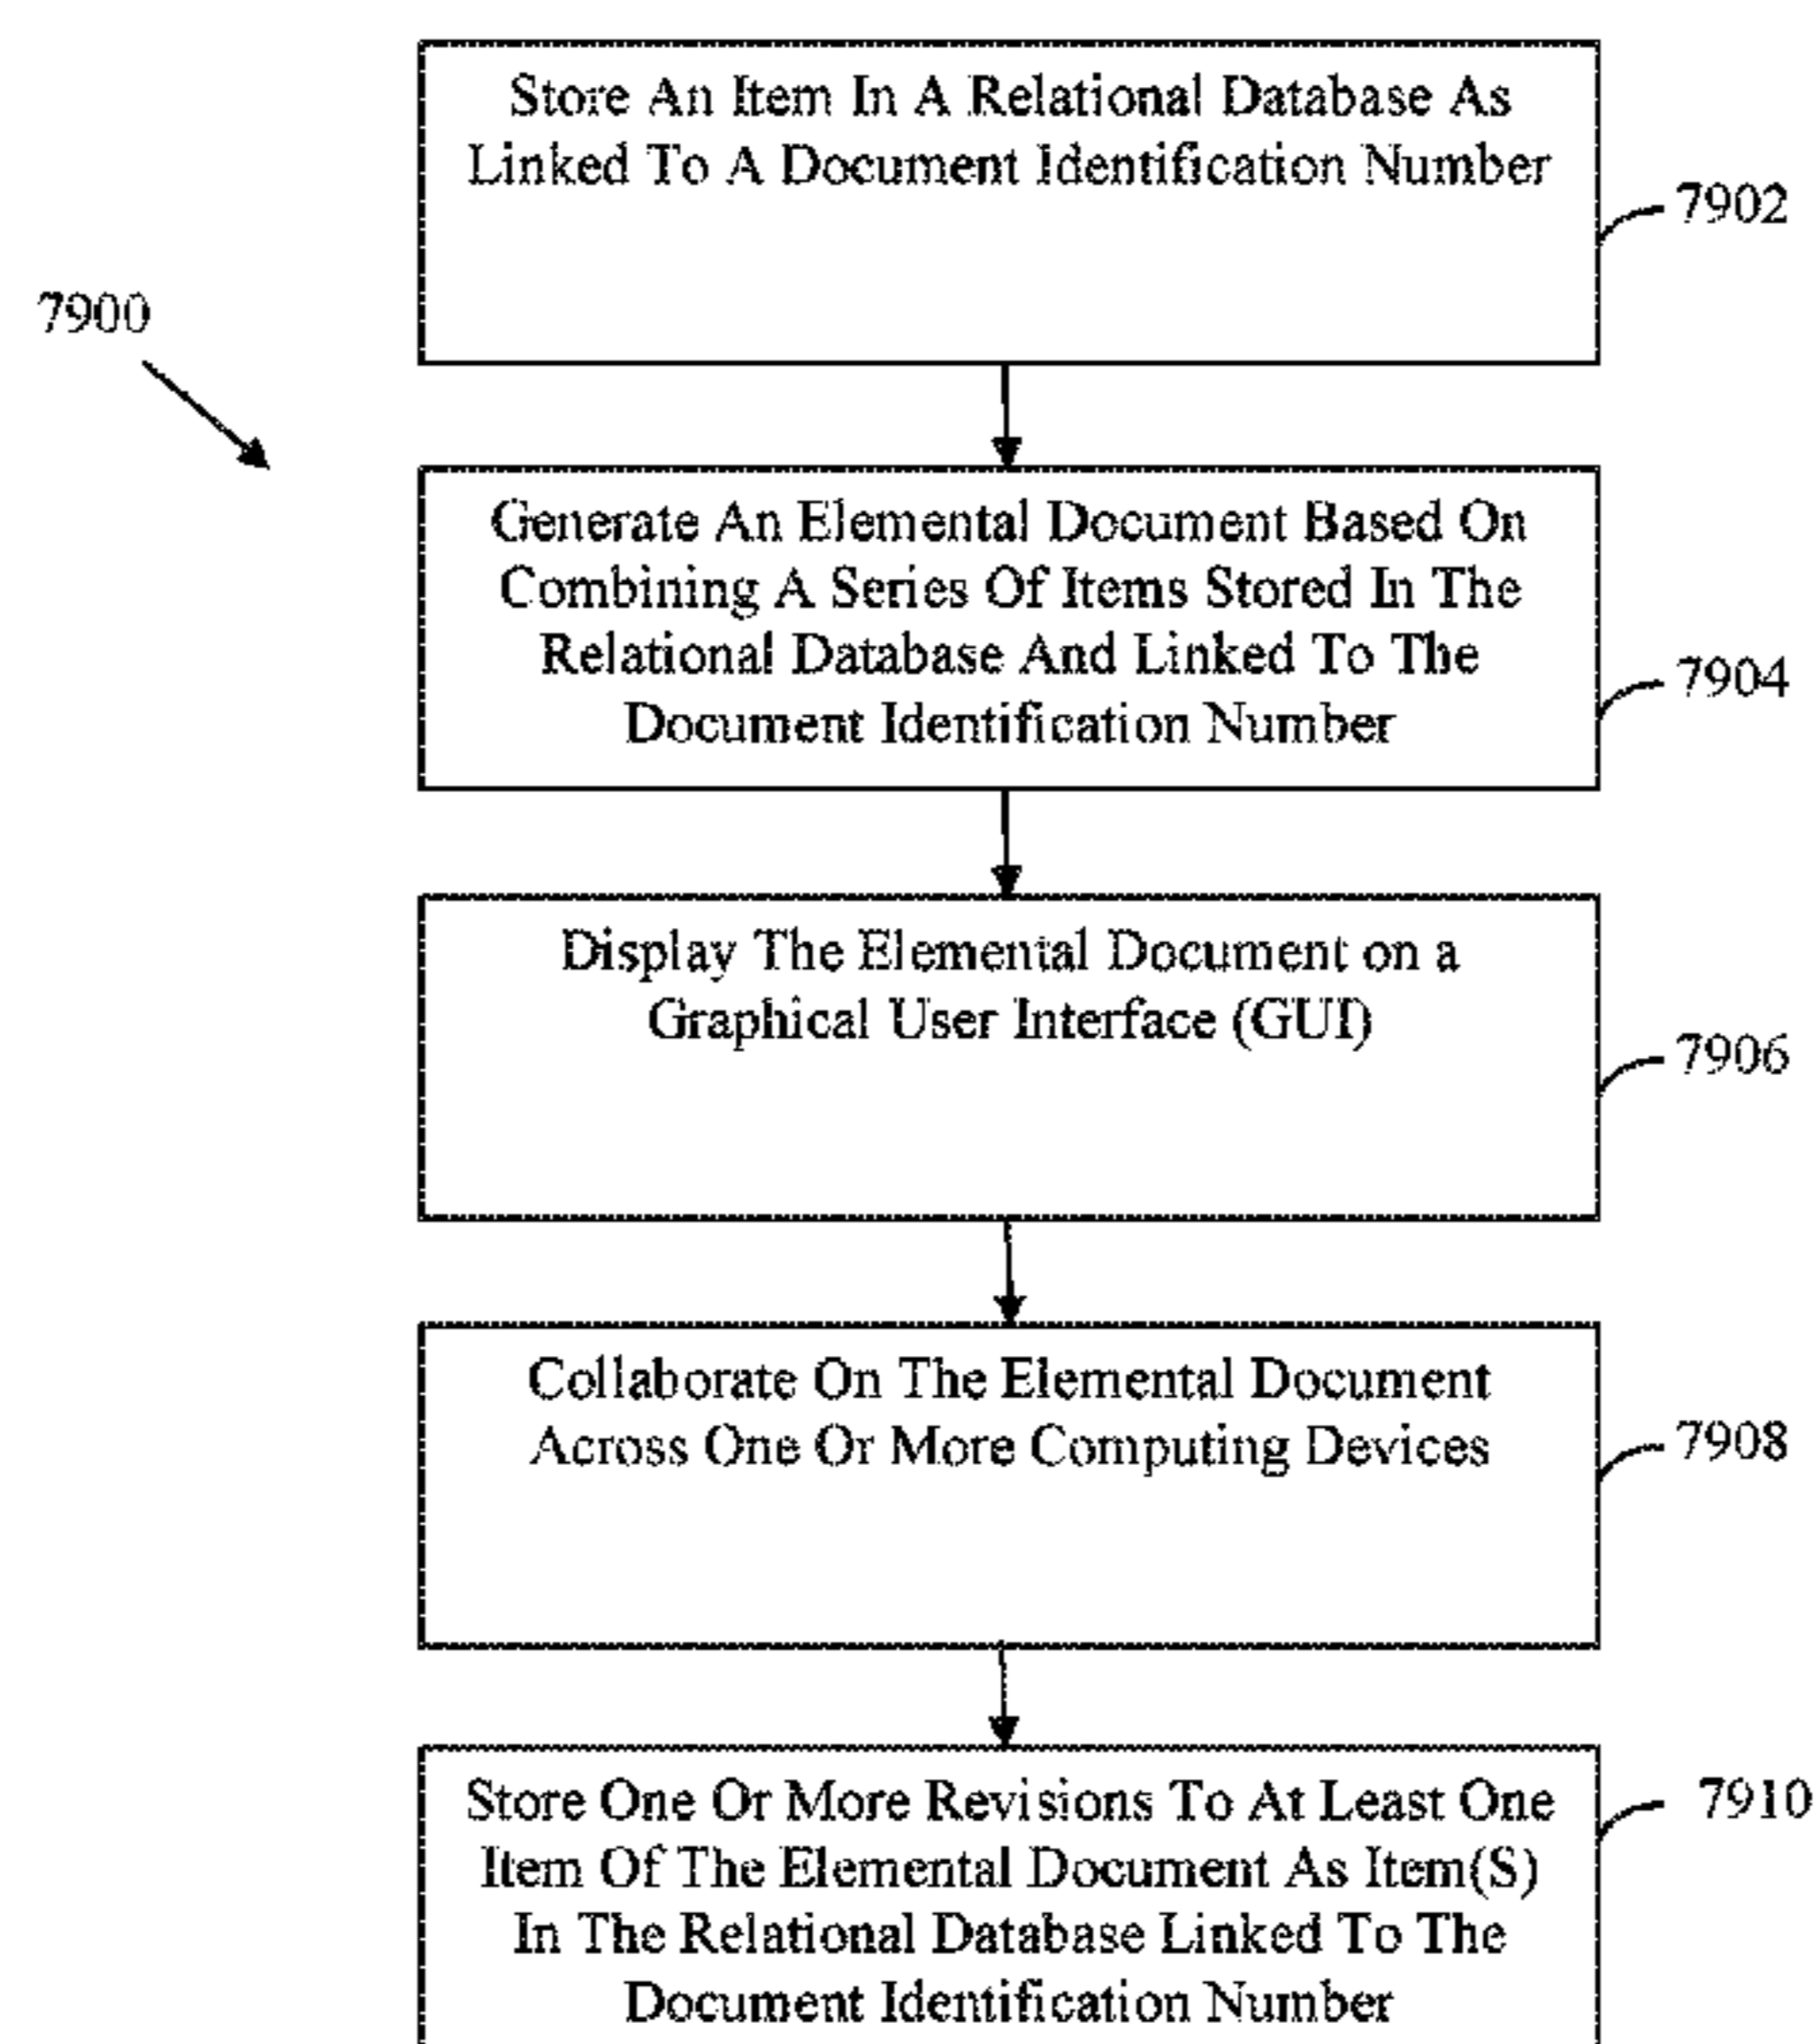 Store An Item In A Relational Database As
Linked To A Document Identification Number
7902
7900
Generate An Elemental Document Based On
Combining A Series Of Items Stored In The
Relational Database And Linked To The
Document Identification Number
7904
Display The Elemental Document on a
Graphical User Interface (GUI)
7906
Collaborate On The Elemental Document
Across One Or More Computing Devices
7908
Store One Or More Revisions To At Least One
Item Of The Elemental Document As Item(S)
In The Relational Database Linked To The
Document Identification Number
7910